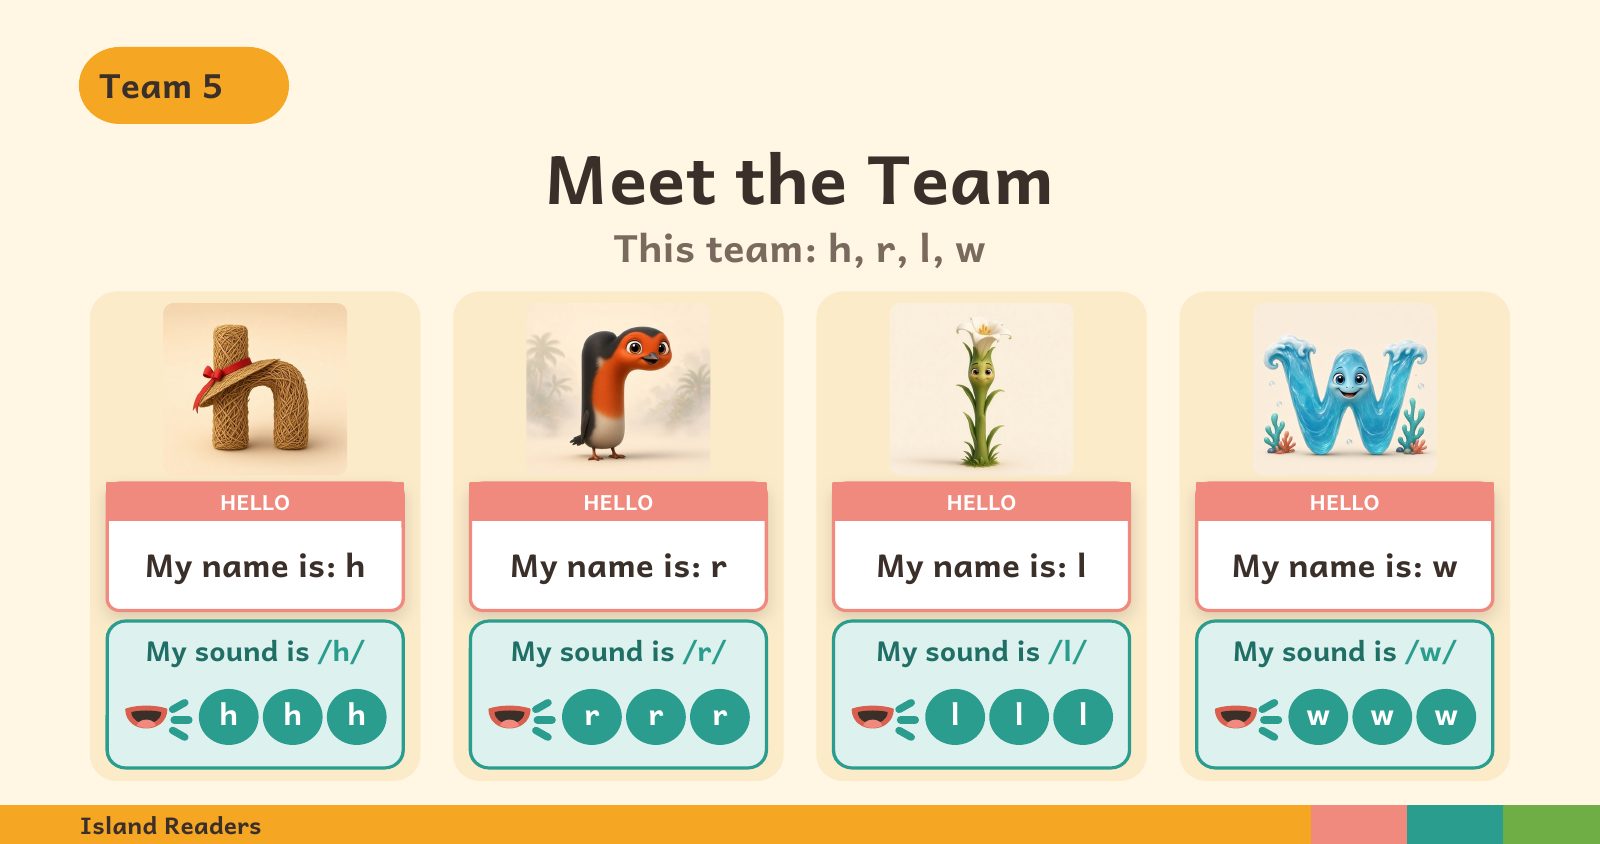 Team 5
Meet the Team
This team: h, r, l, w
HELLO
My name is: h
My sound is /h/
h h h
HELLO
My name is: r
My sound is /r/
r r r
HELLO
My name is: l
My sound is /l/
l l l
HELLO
My name is: w
My sound is /w/
w w w
Island Readers